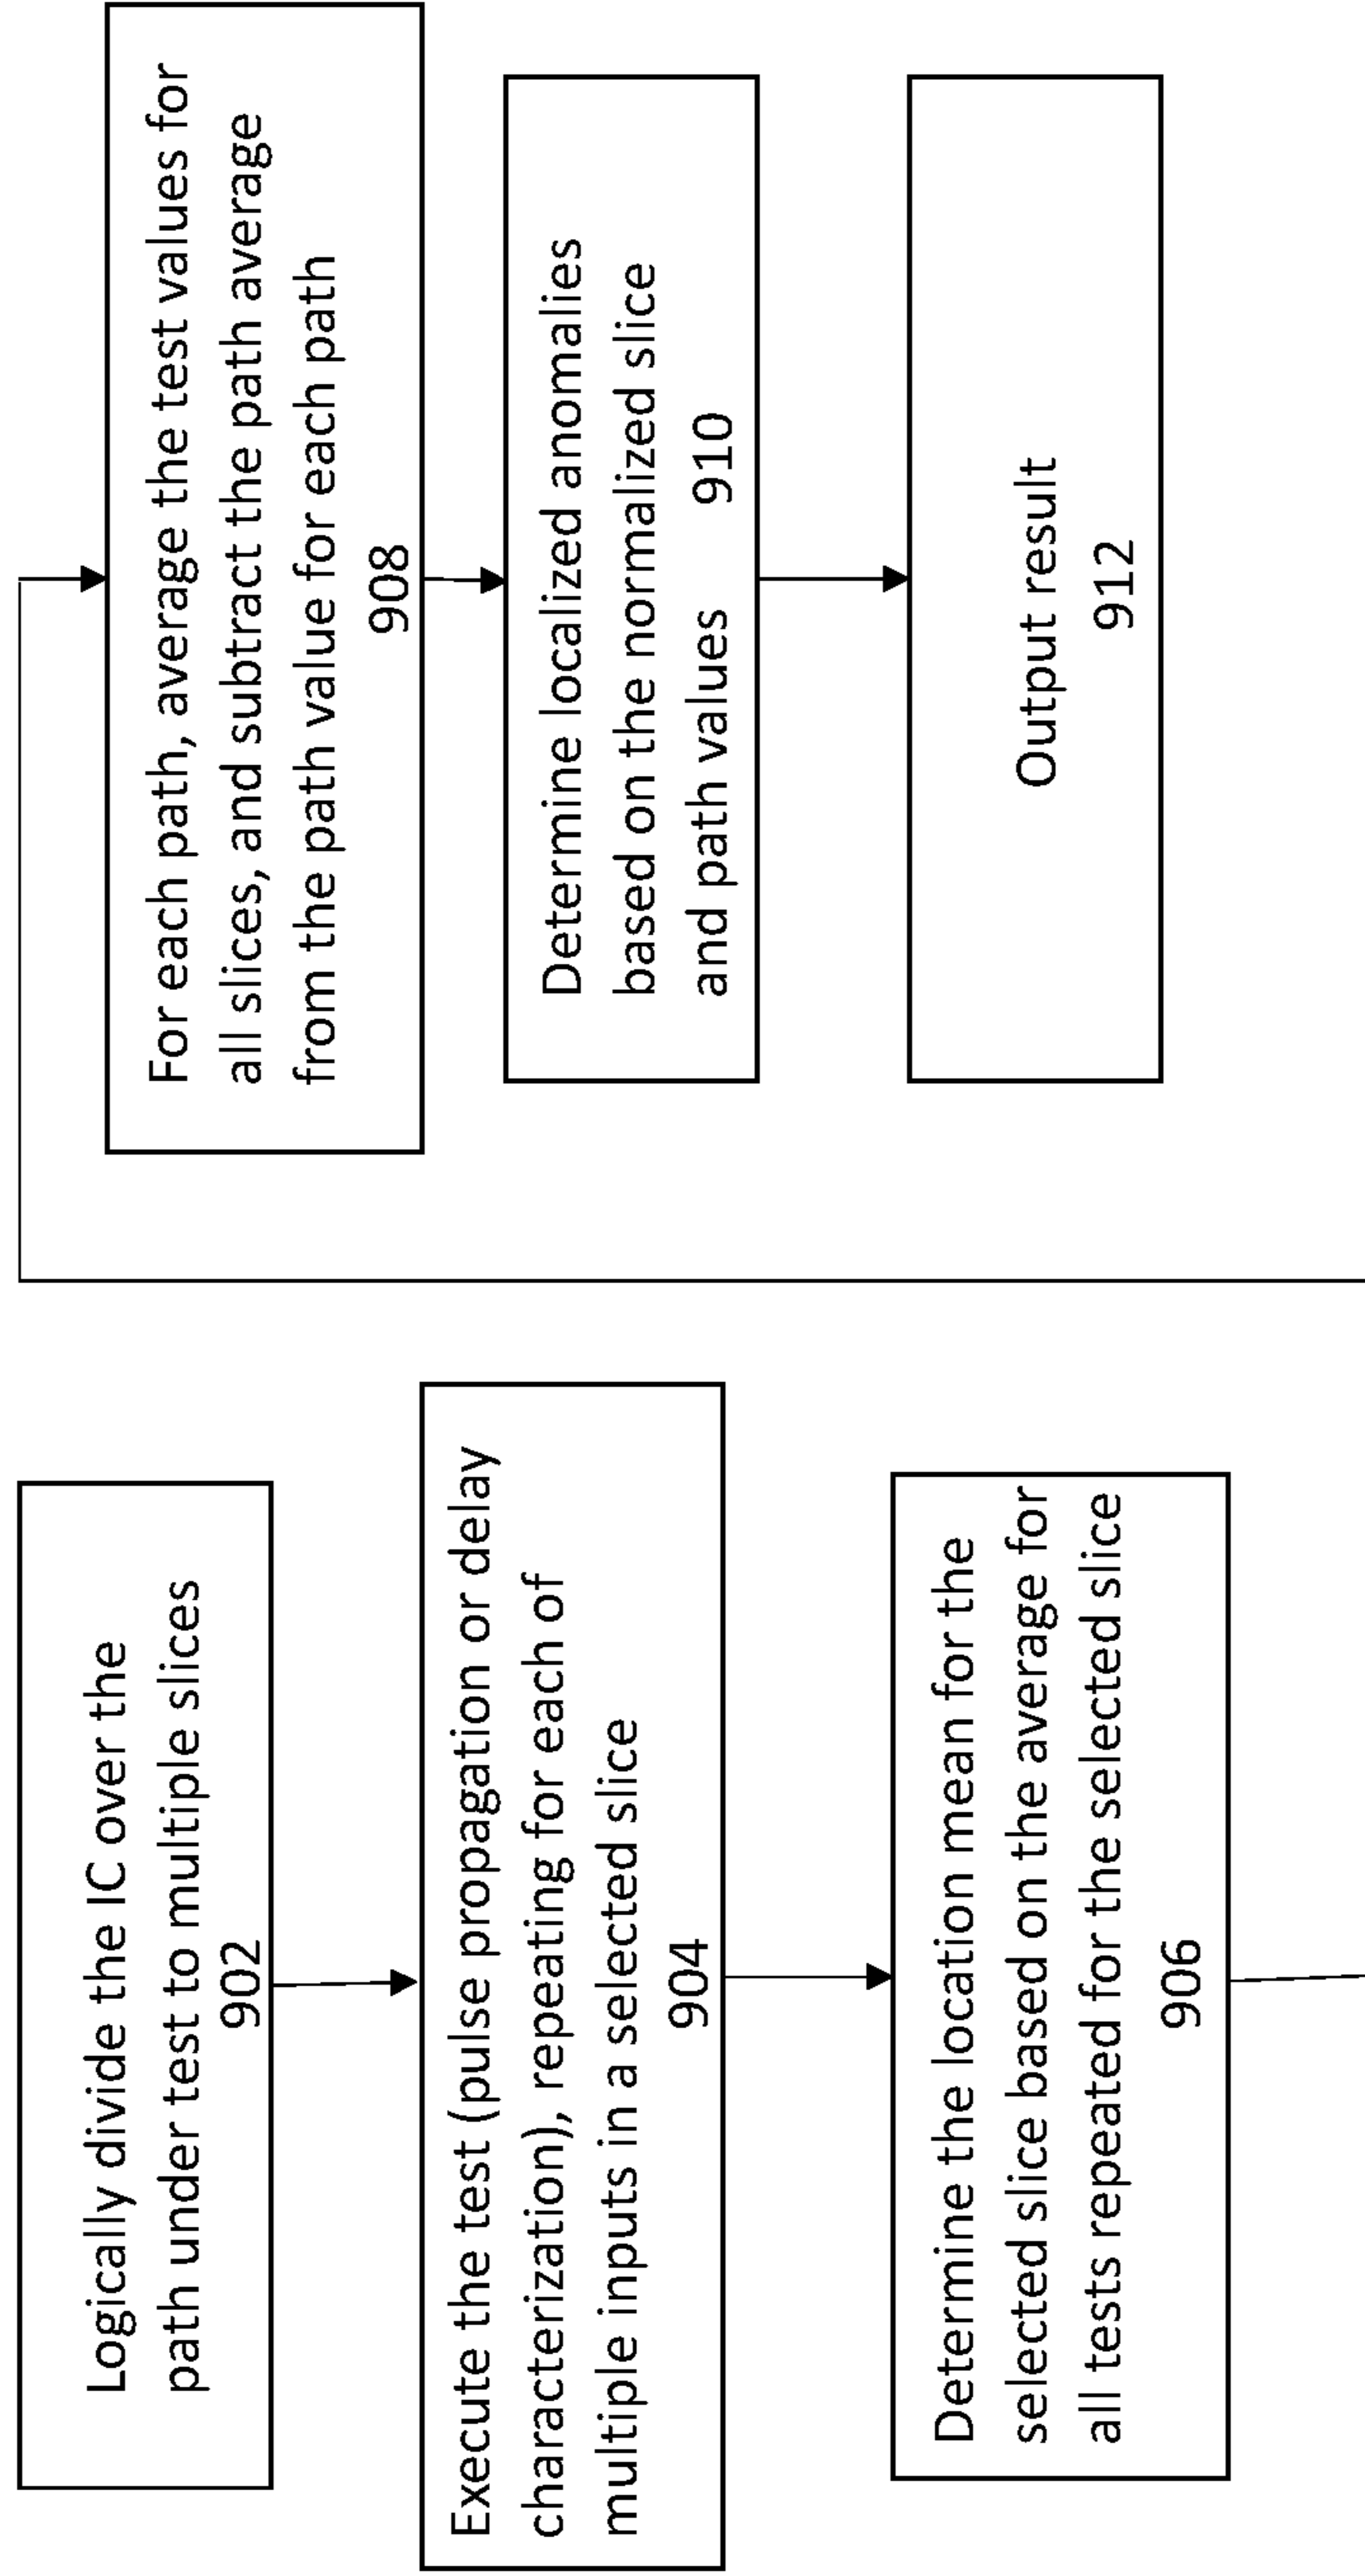 Logically divide the IC over the
path under test to multiple slices
902
Execute the test (pulse propagation or delay
characterization), repeating for each of
multiple inputs in a selected slice
904
Determine the location mean for the
selected slice based on the average for
all tests repeated for the selected slice
906
For each path, average the test values for
all slices, and subtract the path average
from the path value for each path
908
Determine localized anomalies
based on the normalized slice
and path values 910
Output result
912